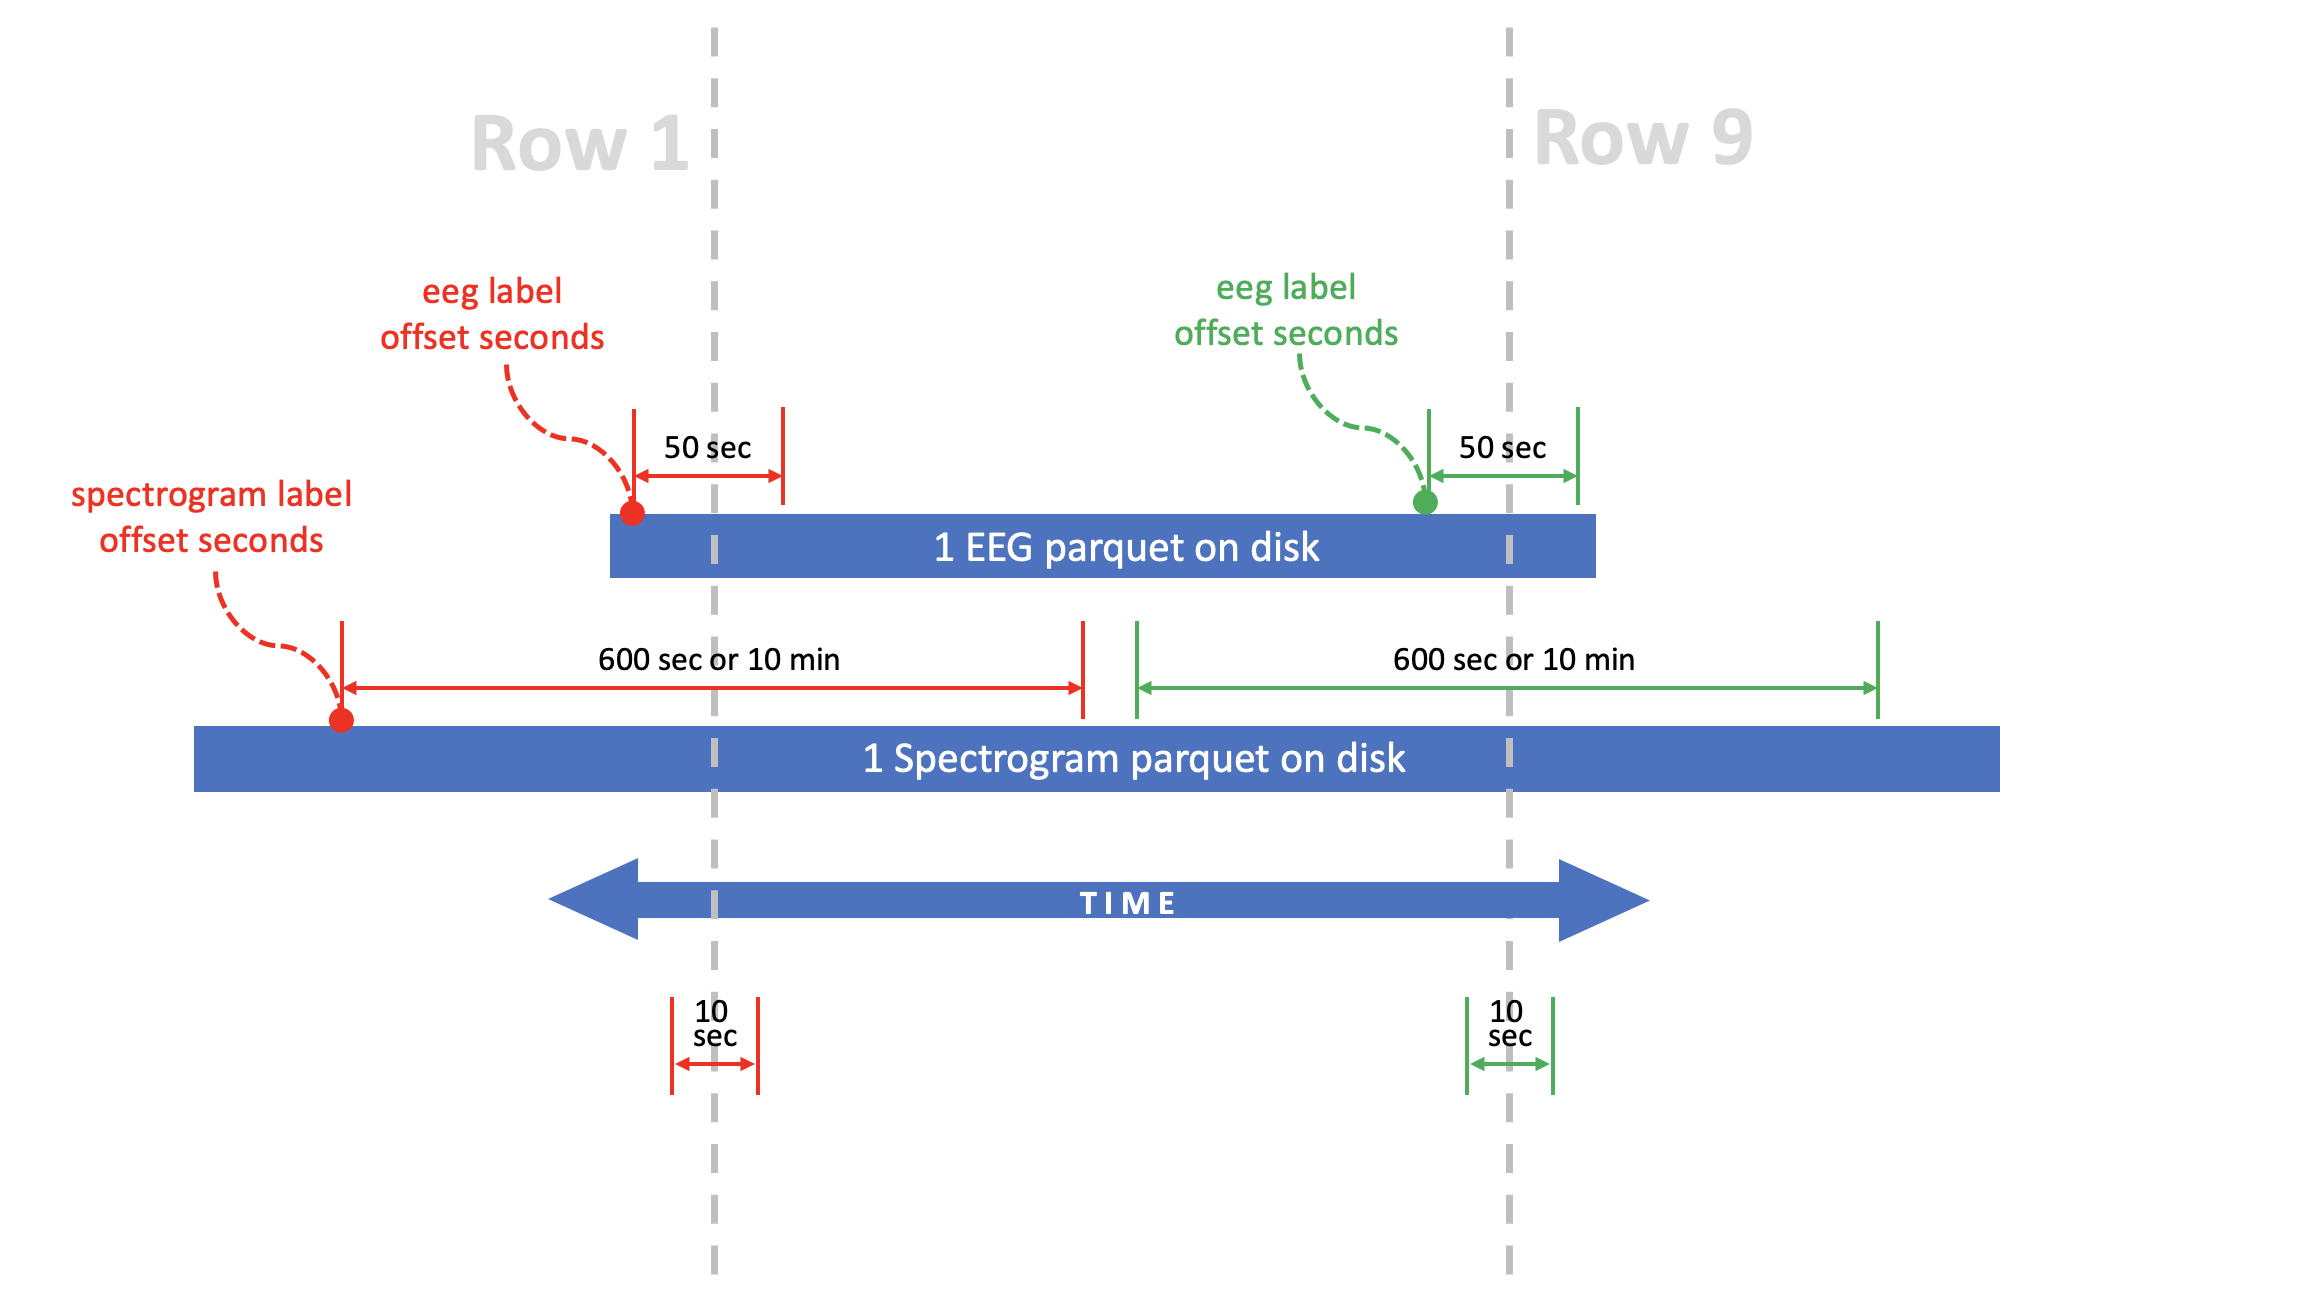 Row 1
Row 9
eeg label
offset seconds
eeg label
offset seconds
50 sec
50 sec
spectrogram label
offset seconds
1 EEG parquet on disk
600 sec or 10 min
600 sec or 10 min
1 Spectrogram parquet on disk
TIME
10
sec
10
sec